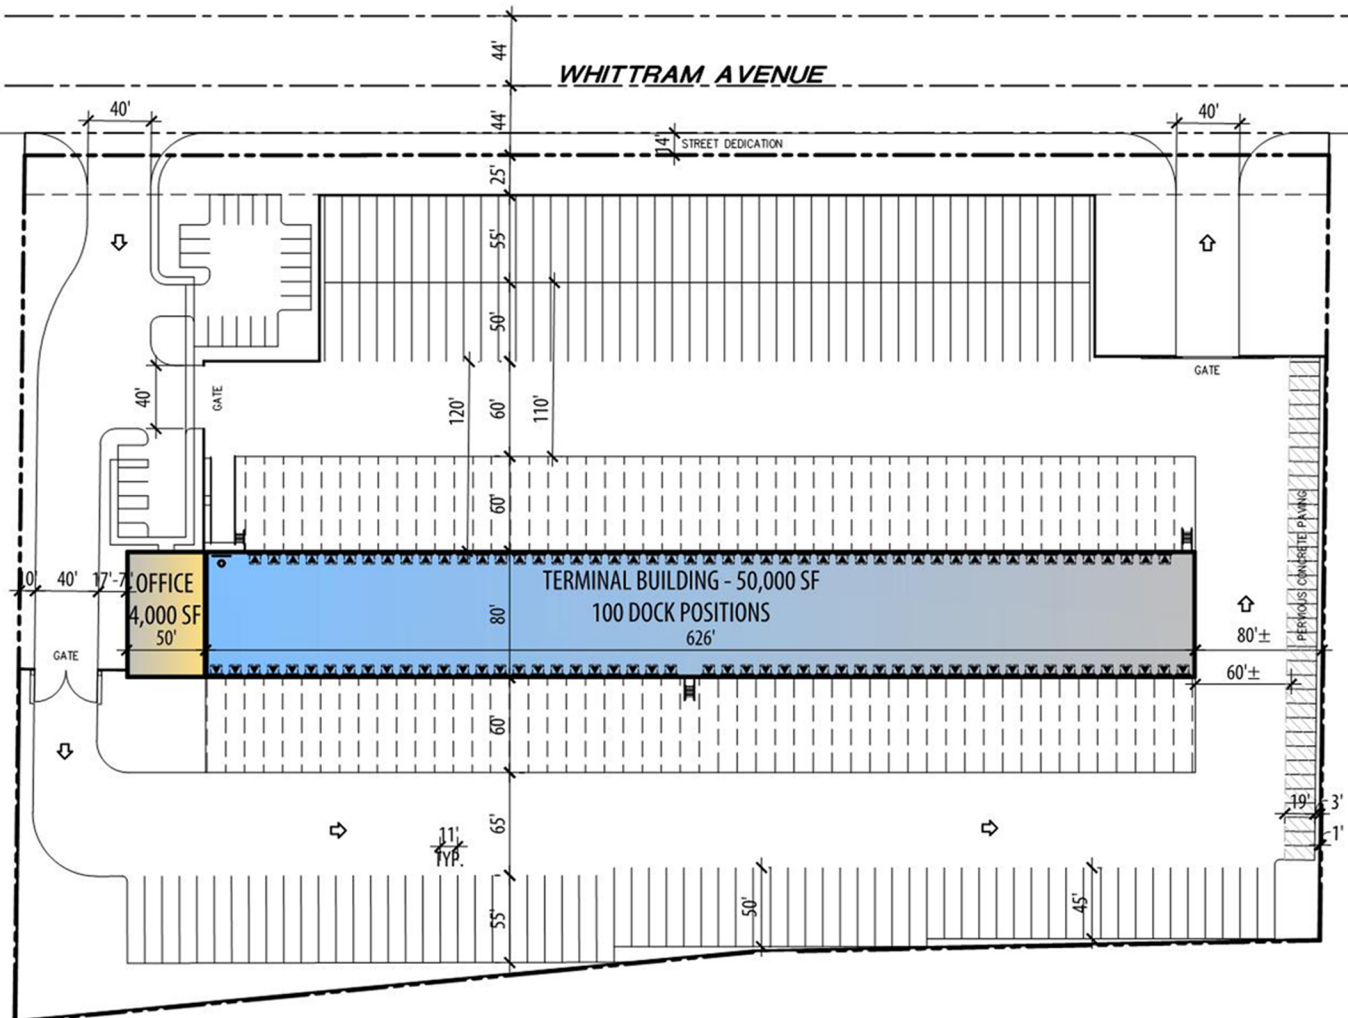 44'
WHITTRAM AVENUE
40'
44'
40'
14'
STREET DEDICATION
25'
55'
50'
GATE
40'
GATE
120'
60'
110'
60'
PERVIOUS CONCRETE PAVING
OFFICE
4,000 SF
50'
TERMINAL BUILDING - 50,000 SF
100 DOCK POSITIONS
626'
80'
40'
17'-7"
80'±
60'±
GATE
60'
65'
11'
TYP.
19'
3'
1'
55'
50'
45'